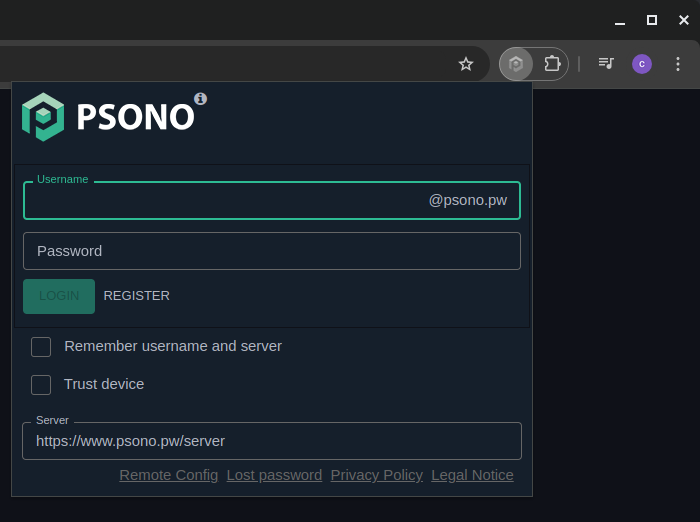 c
PSONO
Username
@psono.pw
Password
LOGIN REGISTER
Remember username and server
Trust device
Server
https://www.psono.pw/server
Remote Config Lost password Privacy Policy Legal Notice